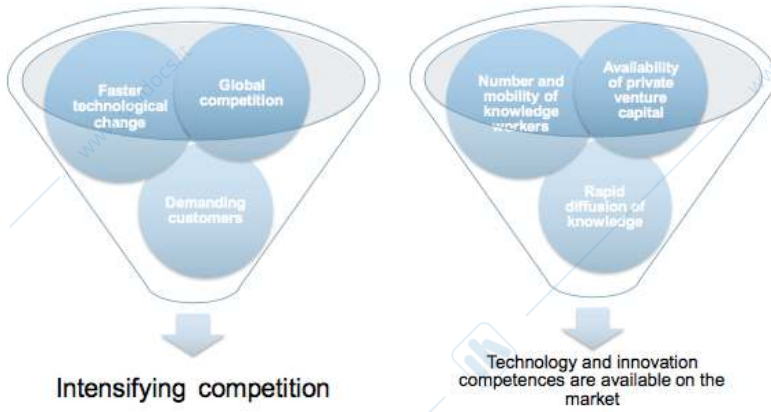 Faster
technological
change
Global
competition
Demanding
customers
Intensifying competition
Number and
mobility of
knowledge
workers
Availability
of private
venture
capital
Rapid
diffusion of
knowledge
Technology and innovation
competences are available on the
market